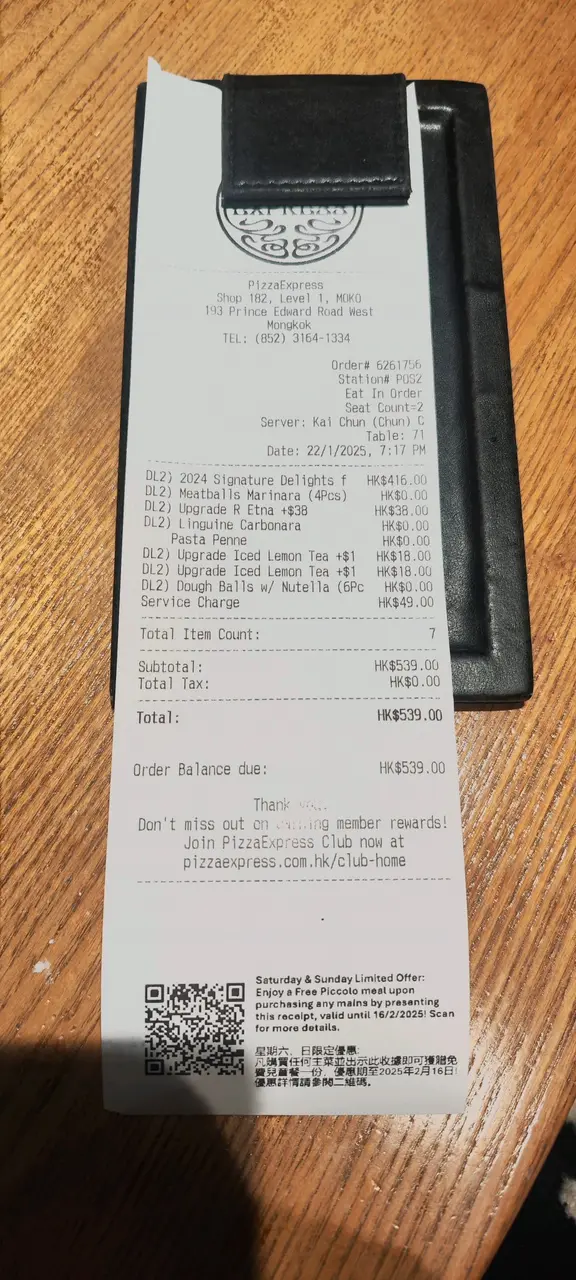 PizzaExpress
Shop 182, Level 1, MOKO
193 Prince Edward Road West
Mongkok
TEL: (852) 3164-1334
Order# 6261756
Station# POS2
Eat In Order
Seat Count=2
Server: Kai Chun (Chun) C
Table: 71
Date: 22/1/2025, 7:17 PM
DL2) 2024 Signature Delights f HK$416.00
DL2) Meatballs Marinara (4Pcs) HK$0.00
DL2) Upgrade R Etna +$38 HK$38.00
DL2) Linguine Carbonara HK$0.00
Pasta Penne HK$0.00
DL2) Upgrade Iced Lemon Tea +$1 HK$18.00
DL2) Upgrade Iced Lemon Tea +$1 HK$18.00
DL2) Dough Balls w/ Nutella (6Pc HK$0.00
Service Charge HK$49.00
Total Item Count: 7
Subtotal: HK$539.00
Total Tax: HK$0.00
Total: HK$539.00
Order Balance due: HK$539.00
Thank you.
Don't miss out on earning member rewards!
Join PizzaExpress Club now at
pizzaexpress.com.hk/club-home
Saturday & Sunday Limited Offer:
Enjoy a Free Piccolo meal upon
purchasing any mains by presenting
this receipt, valid until 16/2/2025! Scan
for more details.
星期六、日限定優惠:
凡購買任何主菜並出示此收據即可獲贈免
費兒童餐一份，優惠期至2025年2月16日!
優惠詳情請參閱二維碼。